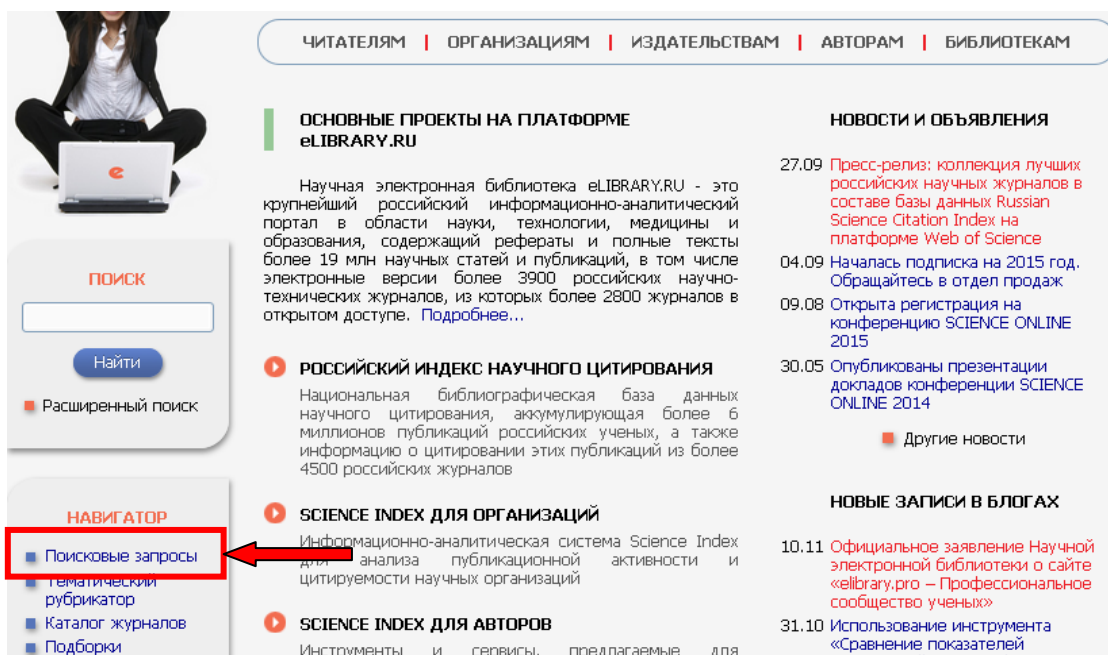 ЧИТАТЕЛЯМ | ОРГАНИЗАЦИЯМ | ИЗДАТЕЛЬСТВАМ | АВТОРАМ | БИБЛИОТЕКАМ
e
ПОИСК
Найти
Расширенный поиск
НАВИГАТОР
Поисковые запросы
Тематический
рубрикатор
Каталог журналов
Подборки
ОСНОВНЫЕ ПРОЕКТЫ НА ПЛАТФОРМЕ
eLIBRARY.RU
Научная электронная библиотека eLIBRARY.RU - это
крупнейший российский информационно-аналитический
портал в области науки, технологии, медицины и
образования, содержащий рефераты и полные тексты
более 19 млн научных статей и публикаций, в том числе
электронные версии более 3900 российских научно-
технических журналов, из которых более 2800 журналов в
открытом доступе. Подробнее...
РОССИЙСКИЙ ИНДЕКС НАУЧНОГО ЦИТИРОВАНИЯ
Национальная библиографическая база данных
научного цитирования, аккумулирующая более 6
миллионов публикаций российских ученых, а также
информацию о цитировании этих публикаций из более
4500 российских журналов
SCIENCE INDEX ДЛЯ ОРГАНИЗАЦИЙ
Информационно-аналитическая система Science Index
для анализа публикационной активности и
цитируемости научных организаций
SCIENCE INDEX ДЛЯ АВТОРОВ
Инструменты и сервисы, предлагаемые для
НОВОСТИ И ОБЪЯВЛЕНИЯ
27.09 Пресс-релиз: коллекция лучших
российских научных журналов в
составе базы данных Russian
Science Citation Index на
платформе Web of Science
04.09 Началась подписка на 2015 год.
Обращайтесь в отдел продаж
09.08 Открыта регистрация на
конференцию SCIENCE ONLINE
2015
30.05 Опубликованы презентации
докладов конференции SCIENCE
ONLINE 2014
Другие новости
НОВЫЕ ЗАПИСИ В БЛОГАХ
10.11 Официальное заявление Научной
электронной библиотеки о сайте
«elibrary.pro – Профессиональное
сообщество ученых»
31.10 Использование инструмента
«Сравнение показателей